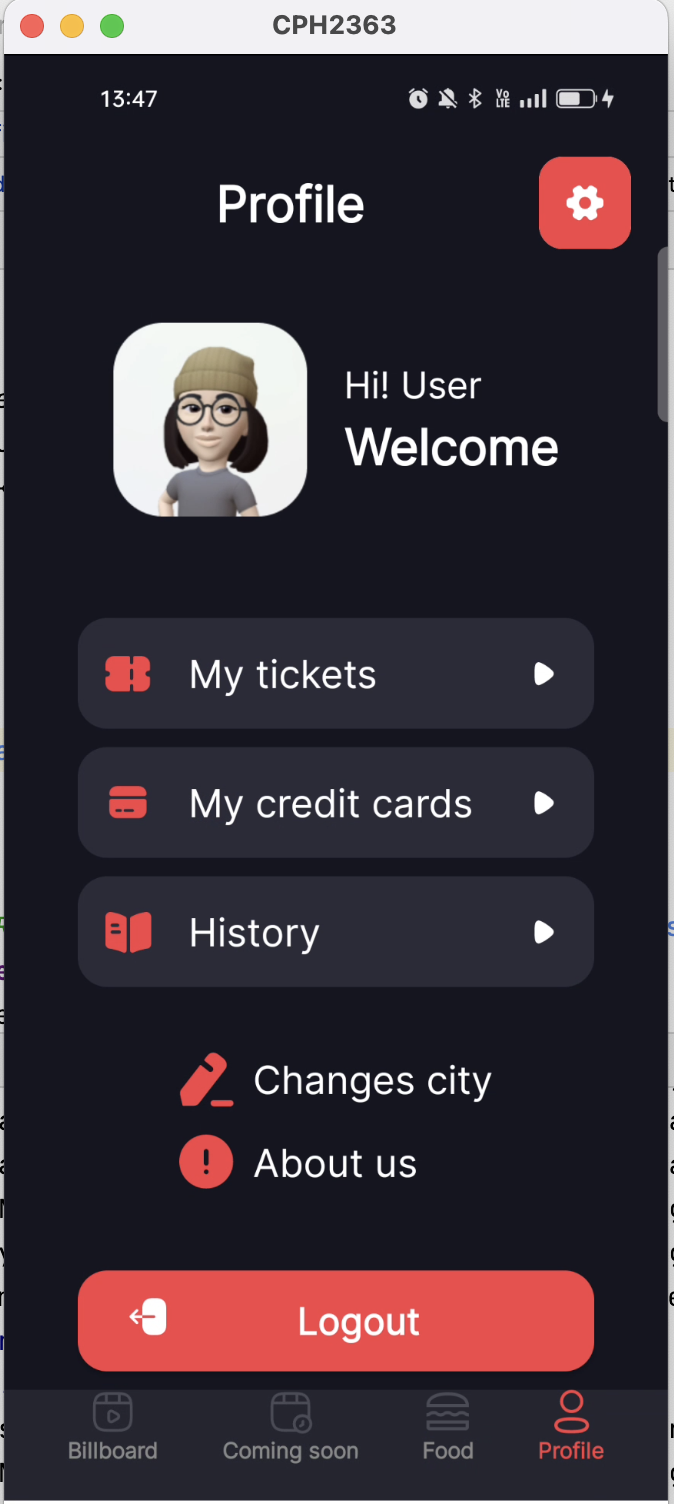 CPH2363
13:47
VoLTE
Profile
Hi! User
Welcome
My tickets
My credit cards
History
Changes city
About us
Logout
Billboard
Coming soon
Food
Profile